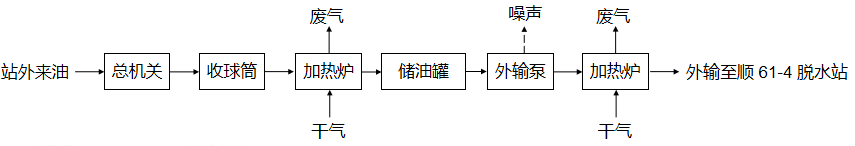 废气
噪声
废气
站外来油
总机关
收球筒
加热炉
储油罐
外输泵
加热炉
外输至顺 61-4 脱水站
干气
干气